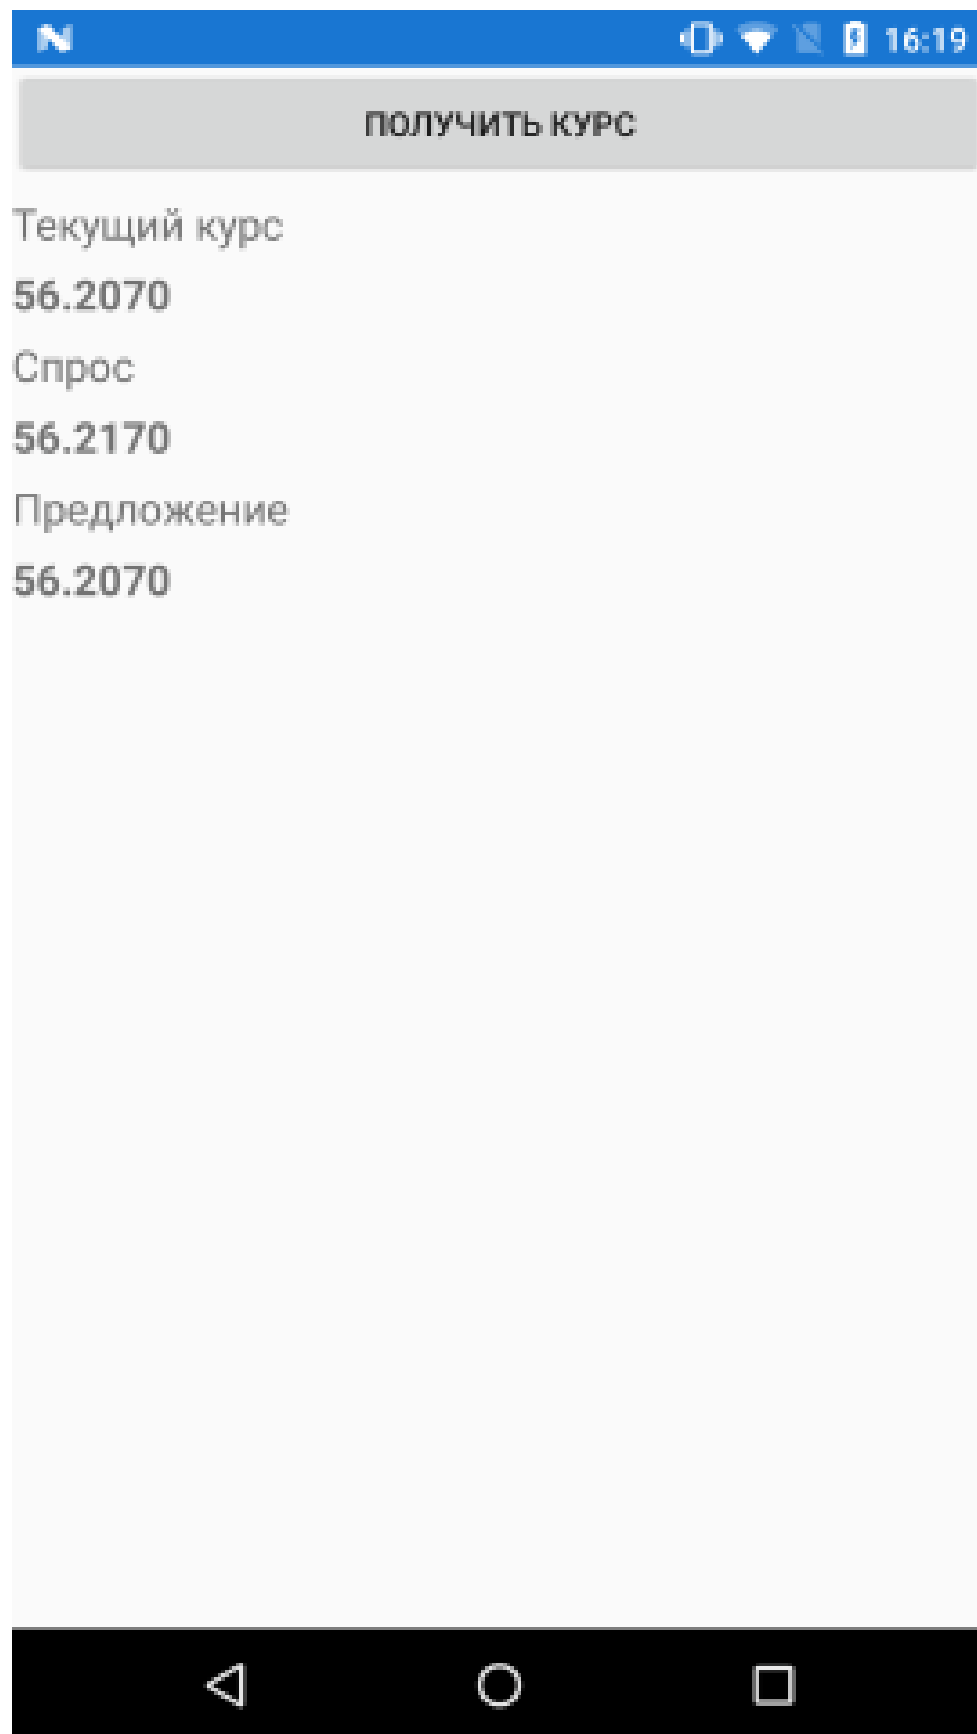 16:19
ПОЛУЧИТЬ КУРС
Текущий курс
56.2070
Спрос
56.2170
Предложение
56.2070